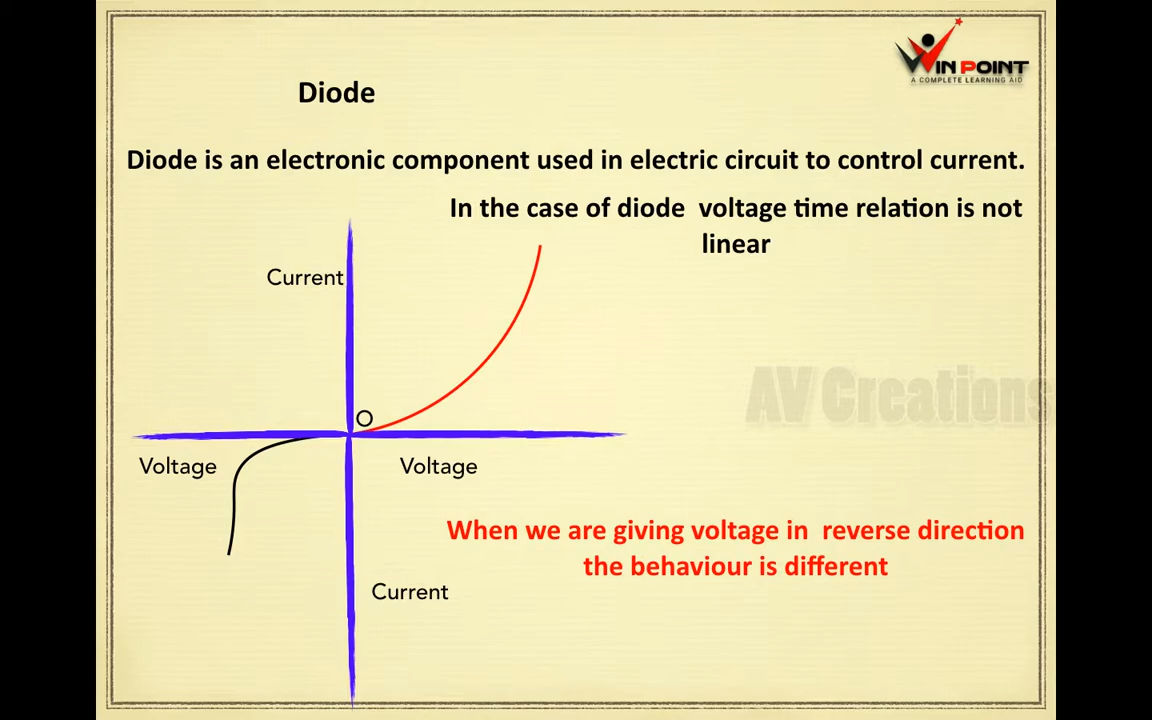 WIN POINT
A COMPLETE LEARNING AID
Diode
Diode is an electronic component used in electric circuit to control current.
In the case of diode voltage time relation is not
linear
Current
O
AV Creations
Voltage
Voltage
When we are giving voltage in reverse direction
the behaviour is different
Current